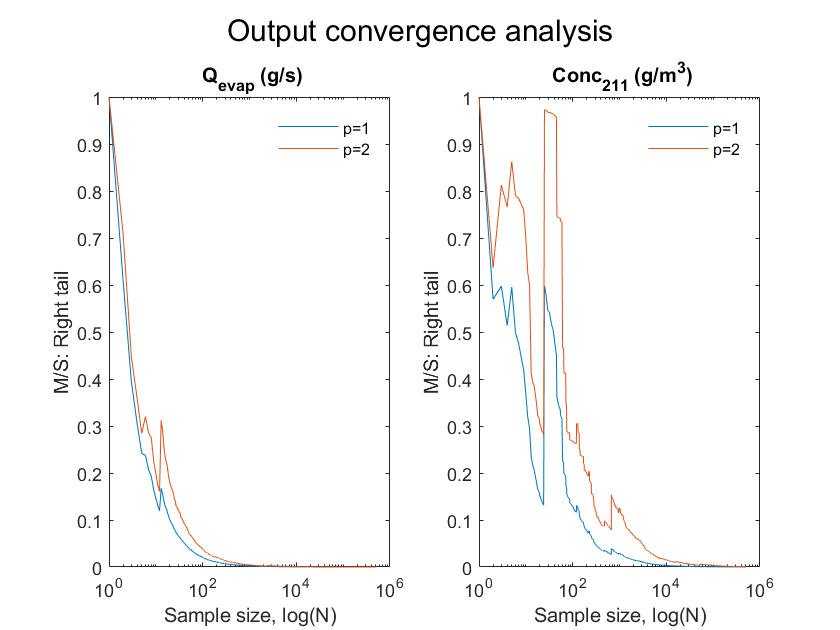 Output convergence analysis
Q_evap (g/s)
1
0.9
0.8
0.7
0.6
0.5
0.4
0.3
0.2
0.1
0
M/S: Right tail
p=1
p=2
10^0
10^2
10^4
10^6
Sample size, log(N)
Conc_211 (g/m^3)
1
0.9
0.8
0.7
0.6
0.5
0.4
0.3
0.2
0.1
0
M/S: Right tail
p=1
p=2
10^0
10^2
10^4
10^6
Sample size, log(N)